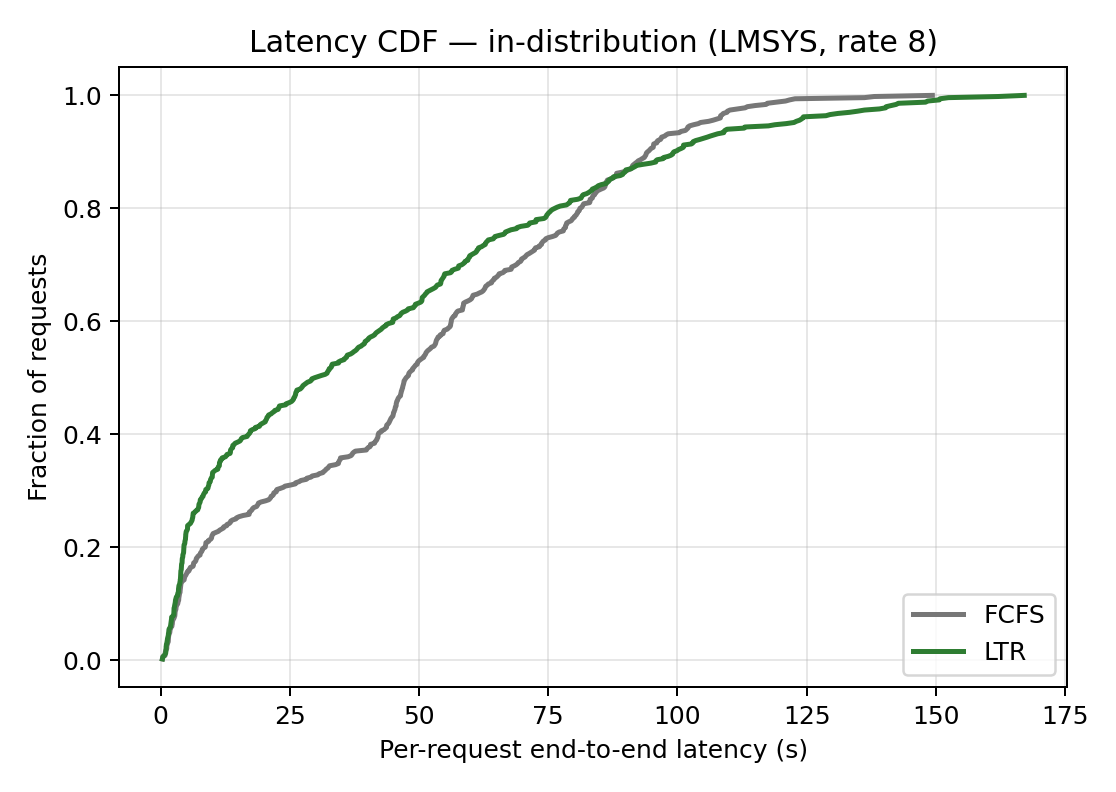 Latency CDF — in-distribution (LMSYS, rate 8)
1.0
0.8
0.6
0.4
0.2
0.0
Fraction of requests
0 25 50 75 100 125 150 175
Per-request end-to-end latency (s)
FCFS
LTR